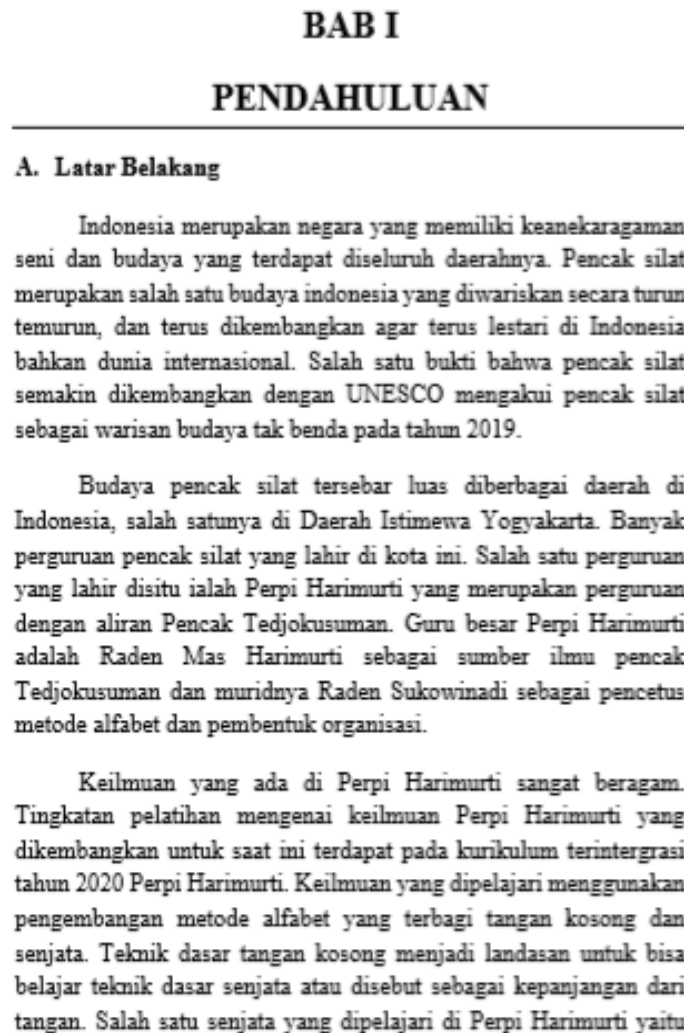 BAB I
PENDAHULUAN
A. Latar Belakang
Indonesia merupakan negara yang memiliki keanekaragaman
seni dan budaya yang terdapat diseluruh daerahnya. Pencak silat
merupakan salah satu budaya indonesia yang diwariskan secara turun
temurun, dan terus dikembangkan agar terus lestari di Indonesia
bahkan dunia internasional. Salah satu bukti bahwa pencak silat
semakin dikembangkan dengan UNESCO mengakui pencak silat
sebagai warisan budaya tak benda pada tahun 2019.
Budaya pencak silat tersebar luas diberbagai daerah di
Indonesia, salah satunya di Daerah Istimewa Yogyakarta. Banyak
perguruan pencak silat yang lahir di kota ini. Salah satu perguruan
yang lahir disitu ialah Perpi Harimurti yang merupakan perguruan
dengan aliran Pencak Tedjokusuman. Guru besar Perpi Harimurti
adalah Raden Mas Harimurti sebagai sumber ilmu pencak
Tedjokusuman dan muridnya Raden Sukowinadi sebagai pencetus
metode alfabet dan pembentuk organisasi.
Keilmuan yang ada di Perpi Harimurti sangat beragam.
Tingkatan pelatihan mengenai keilmuan Perpi Harimurti yang
dikembangkan untuk saat ini terdapat pada kurikulum terintergrasi
tahun 2020 Perpi Harimurti. Keilmuan yang dipelajari menggunakan
pengembangan metode alfabet yang terbagi tangan kosong dan
senjata. Teknik dasar tangan kosong menjadi landasan untuk bisa
belajar teknik dasar senjata atau disebut sebagai kepanjangan dari
tangan. Salah satu senjata yang dipelajari di Perpi Harimurti yaitu